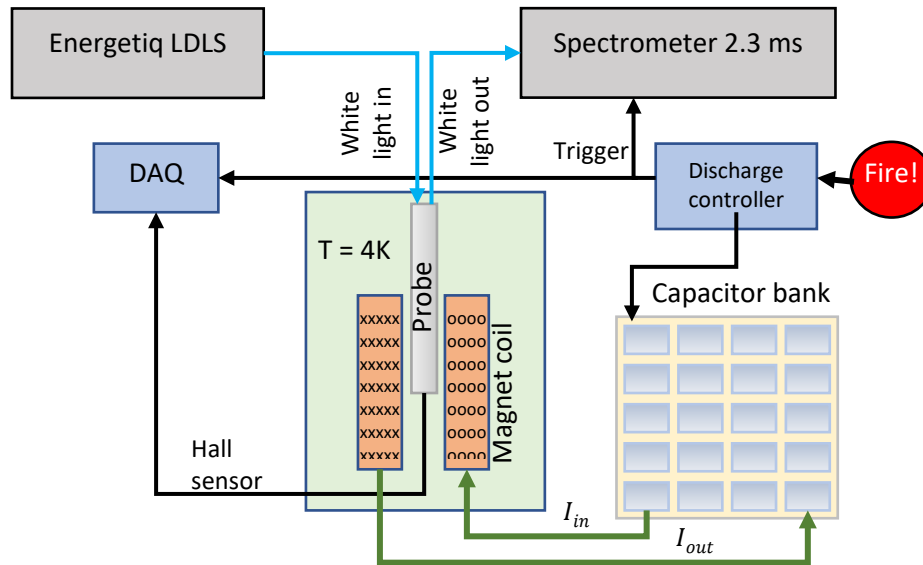 Energetiq LDLS
Spectrometer 2.3 ms
White
light in
White
light out
Trigger
DAQ
Discharge
controller
Fire!
T = 4K
Probe
Capacitor bank
xxxxx
xxxxx
xxxxx
xxxxx
xxxxx
xxxxx
xxxxx
oooo
oooo
oooo
oooo
oooo
oooo
oooo
Magnet coil
Hall
sensor
I_in
I_out